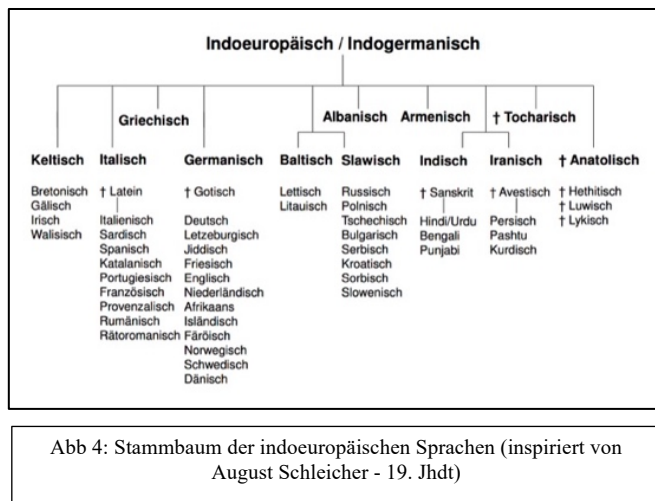 Indoeuropäisch / Indogermanisch
Griechisch
Albanisch
Armenisch
† Tocharisch
Keltisch
Bretonisch
Gälisch
Irisch
Walisisch
Italisch
† Latein
Italienisch
Sardisch
Spanisch
Katalanisch
Portugiesisch
Französisch
Provenzalisch
Rumänisch
Rätoromanisch
Germanisch
† Gotisch
Deutsch
Letzeburgisch
Jiddisch
Friesisch
Englisch
Niederländisch
Afrikaans
Isländisch
Färöisch
Norwegisch
Schwedisch
Dänisch
Baltisch
Lettisch
Litauisch
Slawisch
Russisch
Polnisch
Tschechisch
Bulgarisch
Serbisch
Kroatisch
Sorbisch
Slowenisch
Indisch
† Sanskrit
Hindi/Urdu
Bengali
Punjabi
Iranisch
† Avestisch
Persisch
Pashtu
Kurdisch
† Anatolisch
† Hethitisch
† Luwisch
† Lykisch
Abb 4: Stammbaum der indoeuropäischen Sprachen (inspiriert von
August Schleicher - 19. Jhdt)